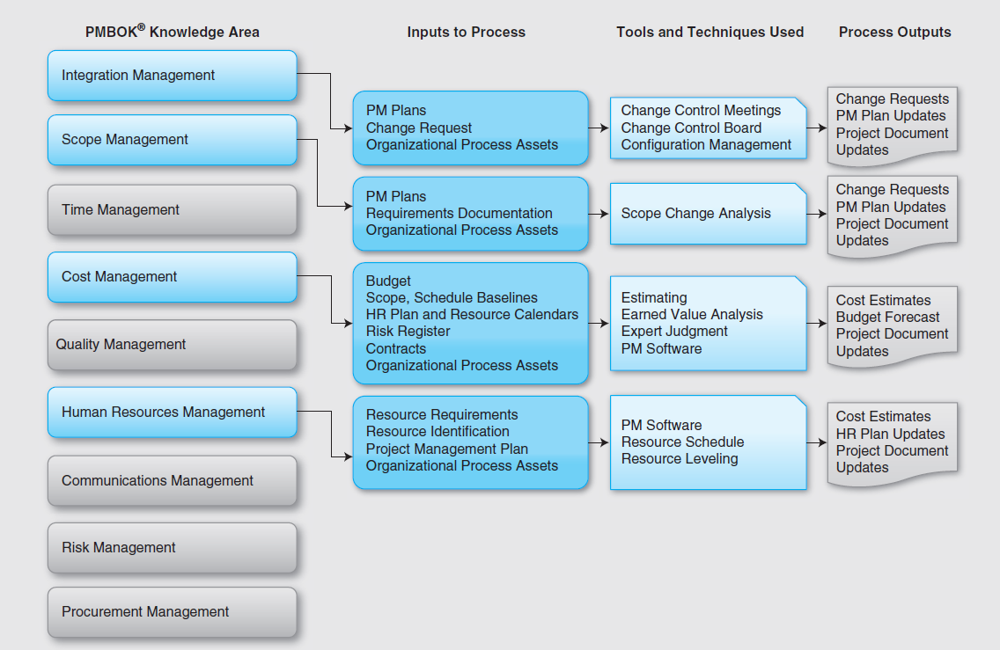 PMBOK® Knowledge Area
Inputs to Process
Tools and Techniques Used
Process Outputs
Integration Management
Scope Management
Time Management
Cost Management
Quality Management
Human Resources Management
Communications Management
Risk Management
Procurement Management
PM Plans
Change Request
Organizational Process Assets
Change Control Meetings
Change Control Board
Configuration Management
Change Requests
PM Plan Updates
Project Document
Updates
PM Plans
Requirements Documentation
Organizational Process Assets
Scope Change Analysis
Change Requests
PM Plan Updates
Project Document
Updates
Budget
Scope, Schedule Baselines
HR Plan and Resource Calendars
Risk Register
Contracts
Organizational Process Assets
Estimating
Earned Value Analysis
Expert Judgment
PM Software
Cost Estimates
Budget Forecast
Project Document
Updates
Resource Requirements
Resource Identification
Project Management Plan
Organizational Process Assets
PM Software
Resource Schedule
Resource Leveling
Cost Estimates
HR Plan Updates
Project Document
Updates